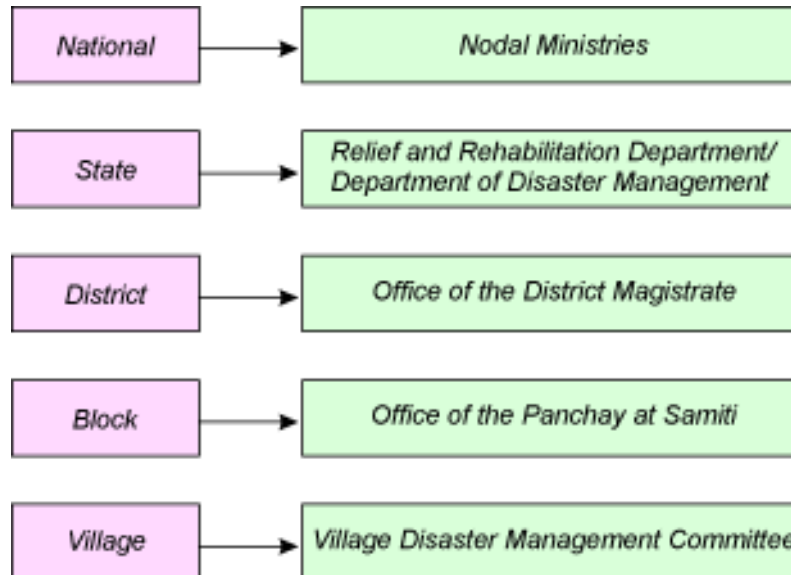 National
Nodal Ministries
State
Relief and Rehabilitation Department/
Department of Disaster Management
District
Office of the District Magistrate
Block
Office of the Panchay at Samiti
Village
Village Disaster Management Committee